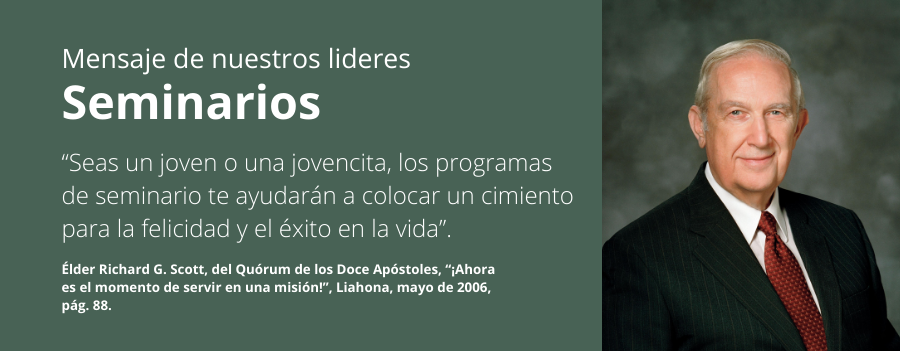 Mensaje de nuestros lideres
Seminarios
“Seas un joven o una jovencita, los programas
de seminario te ayudarán a colocar un cimiento
para la felicidad y el éxito en la vida”.
Élder Richard G. Scott, del Quórum de los Doce Apóstoles, “¡Ahora
es el momento de servir en una misión!”, Liahona, mayo de 2006,
pág. 88.